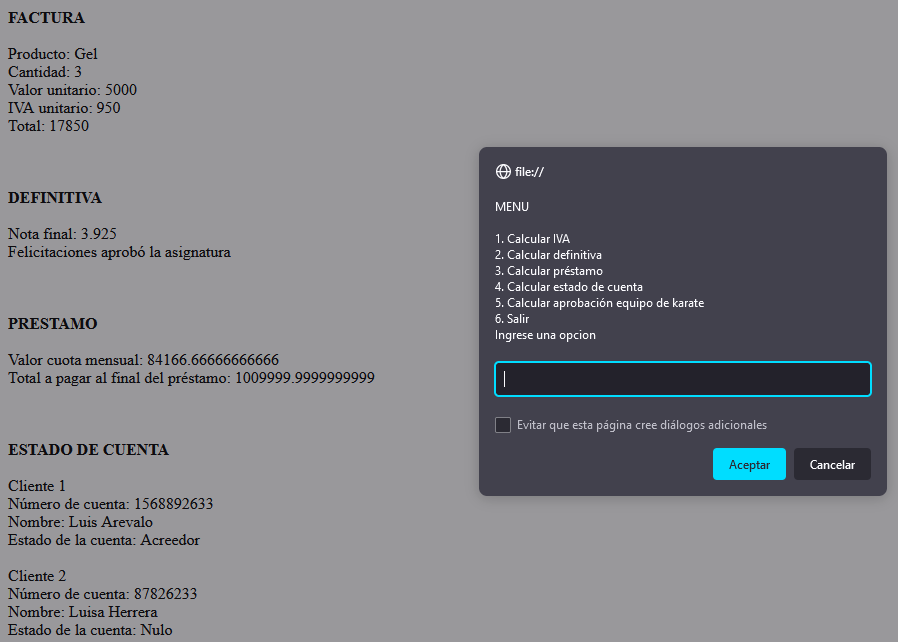 FACTURA
Producto: Gel
Cantidad: 3
Valor unitario: 5000
IVA unitario: 950
Total: 17850
DEFINITIVA
Nota final: 3.925
Felicitaciones aprobó la asignatura
PRESTAMO
Valor cuota mensual: 84166.66666666666
Total a pagar al final del préstamo: 1009999.9999999999
ESTADO DE CUENTA
Cliente 1
Número de cuenta: 1568892633
Nombre: Luis Arevalo
Estado de la cuenta: Acreedor
Cliente 2
Número de cuenta: 87826233
Nombre: Luisa Herrera
Estado de la cuenta: Nulo
file://
MENU
1. Calcular IVA
2. Calcular definitiva
3. Calcular préstamo
4. Calcular estado de cuenta
5. Calcular aprobación equipo de karate
6. Salir
Ingrese una opcion
Evitar que esta página cree diálogos adicionales
Aceptar
Cancelar